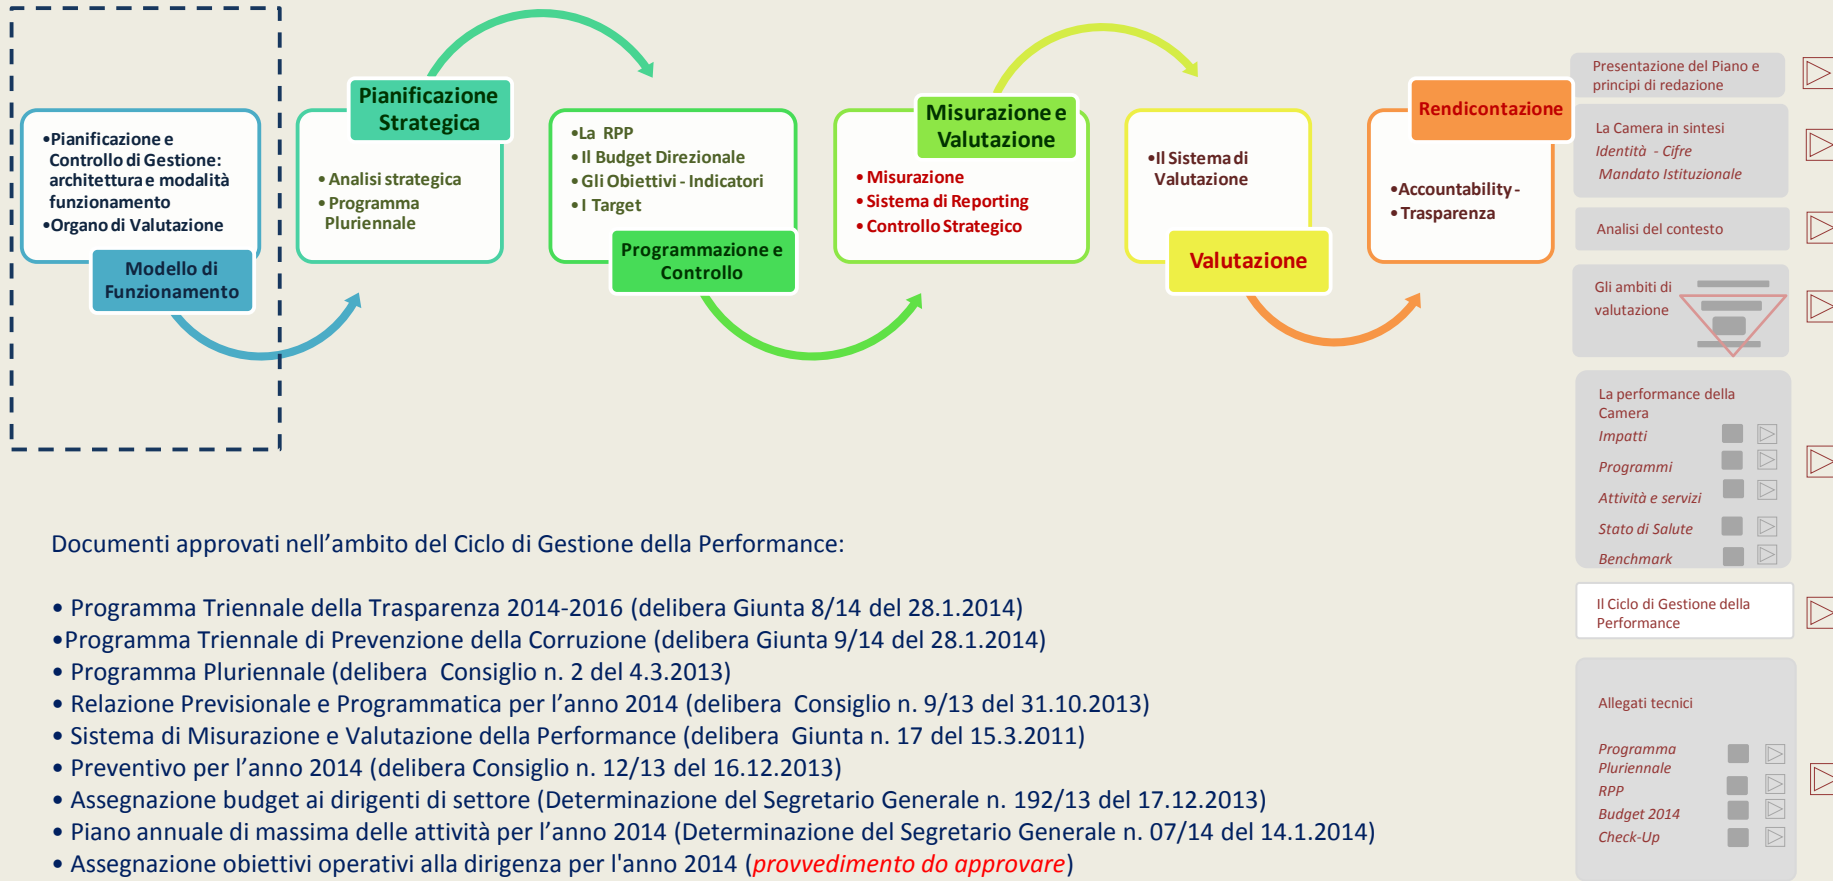 •Pianificazione e
Controllo di Gestione:
architettura e modalità
funzionamento
•Organo di Valutazione
Modello di
Funzionamento
Pianificazione
Strategica
• Analisi strategica
• Programma
Pluriennale
•La RPP
• Il Budget Direzionale
• Gli Obiettivi - Indicatori
• I Target
Programmazione e
Controllo
Misurazione e
Valutazione
• Misurazione
• Sistema di Reporting
• Controllo Strategico
•Il Sistema di
Valutazione
Valutazione
Rendicontazione
• Accountability -
• Trasparenza
Documenti approvati nell’ambito del Ciclo di Gestione della Performance:
• Programma Triennale della Trasparenza 2014-2016 (delibera Giunta 8/14 del 28.1.2014)
•Programma Triennale di Prevenzione della Corruzione (delibera Giunta 9/14 del 28.1.2014)
• Programma Pluriennale (delibera Consiglio n. 2 del 4.3.2013)
• Relazione Previsionale e Programmatica per l’anno 2014 (delibera Consiglio n. 9/13 del 31.10.2013)
• Sistema di Misurazione e Valutazione della Performance (delibera Giunta n. 17 del 15.3.2011)
• Preventivo per l’anno 2014 (delibera Consiglio n. 12/13 del 16.12.2013)
• Assegnazione budget ai dirigenti di settore (Determinazione del Segretario Generale n. 192/13 del 17.12.2013)
• Piano annuale di massima delle attività per l’anno 2014 (Determinazione del Segretario Generale n. 07/14 del 14.1.2014)
• Assegnazione obiettivi operativi alla dirigenza per l'anno 2014 (provvedimento do approvare)
Presentazione del Piano e
principi di redazione
La Camera in sintesi
Identità - Cifre
Mandato Istituzionale
Analisi del contesto
Gli ambiti di
valutazione
La performance della
Camera
Impatti
Programmi
Attività e servizi
Stato di Salute
Benchmark
Il Ciclo di Gestione della
Performance
Allegati tecnici
Programma
Pluriennale
RPP
Budget 2014
Check-Up